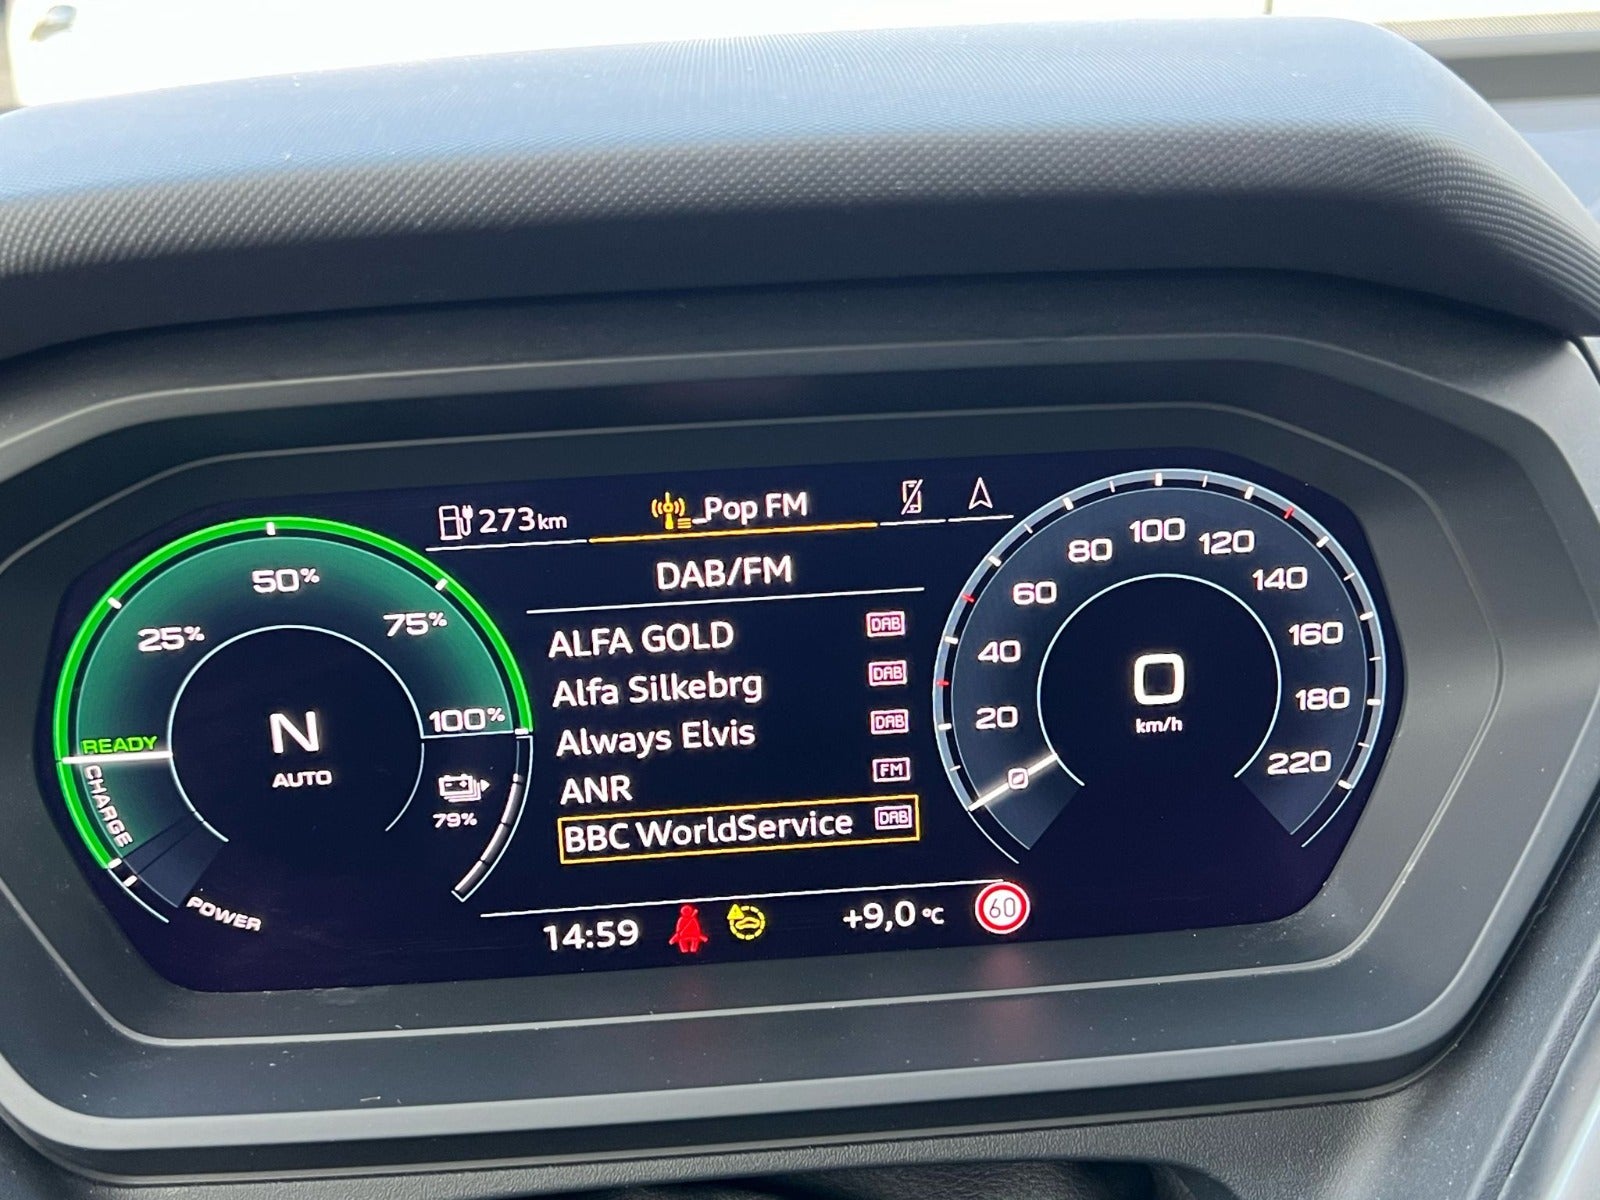 273km
_Pop FM
DAB/FM
ALFA GOLD DAB
Alfa Silkebrg DAB
Always Elvis DAB
ANR FM
BBC WorldService DAB
14:59
+9,0 °C
60
25%
50%
75%
100%
READY
CHARGE
POWER
N
AUTO
79%
20
40
60
80
100
120
140
160
180
220
0
km/h